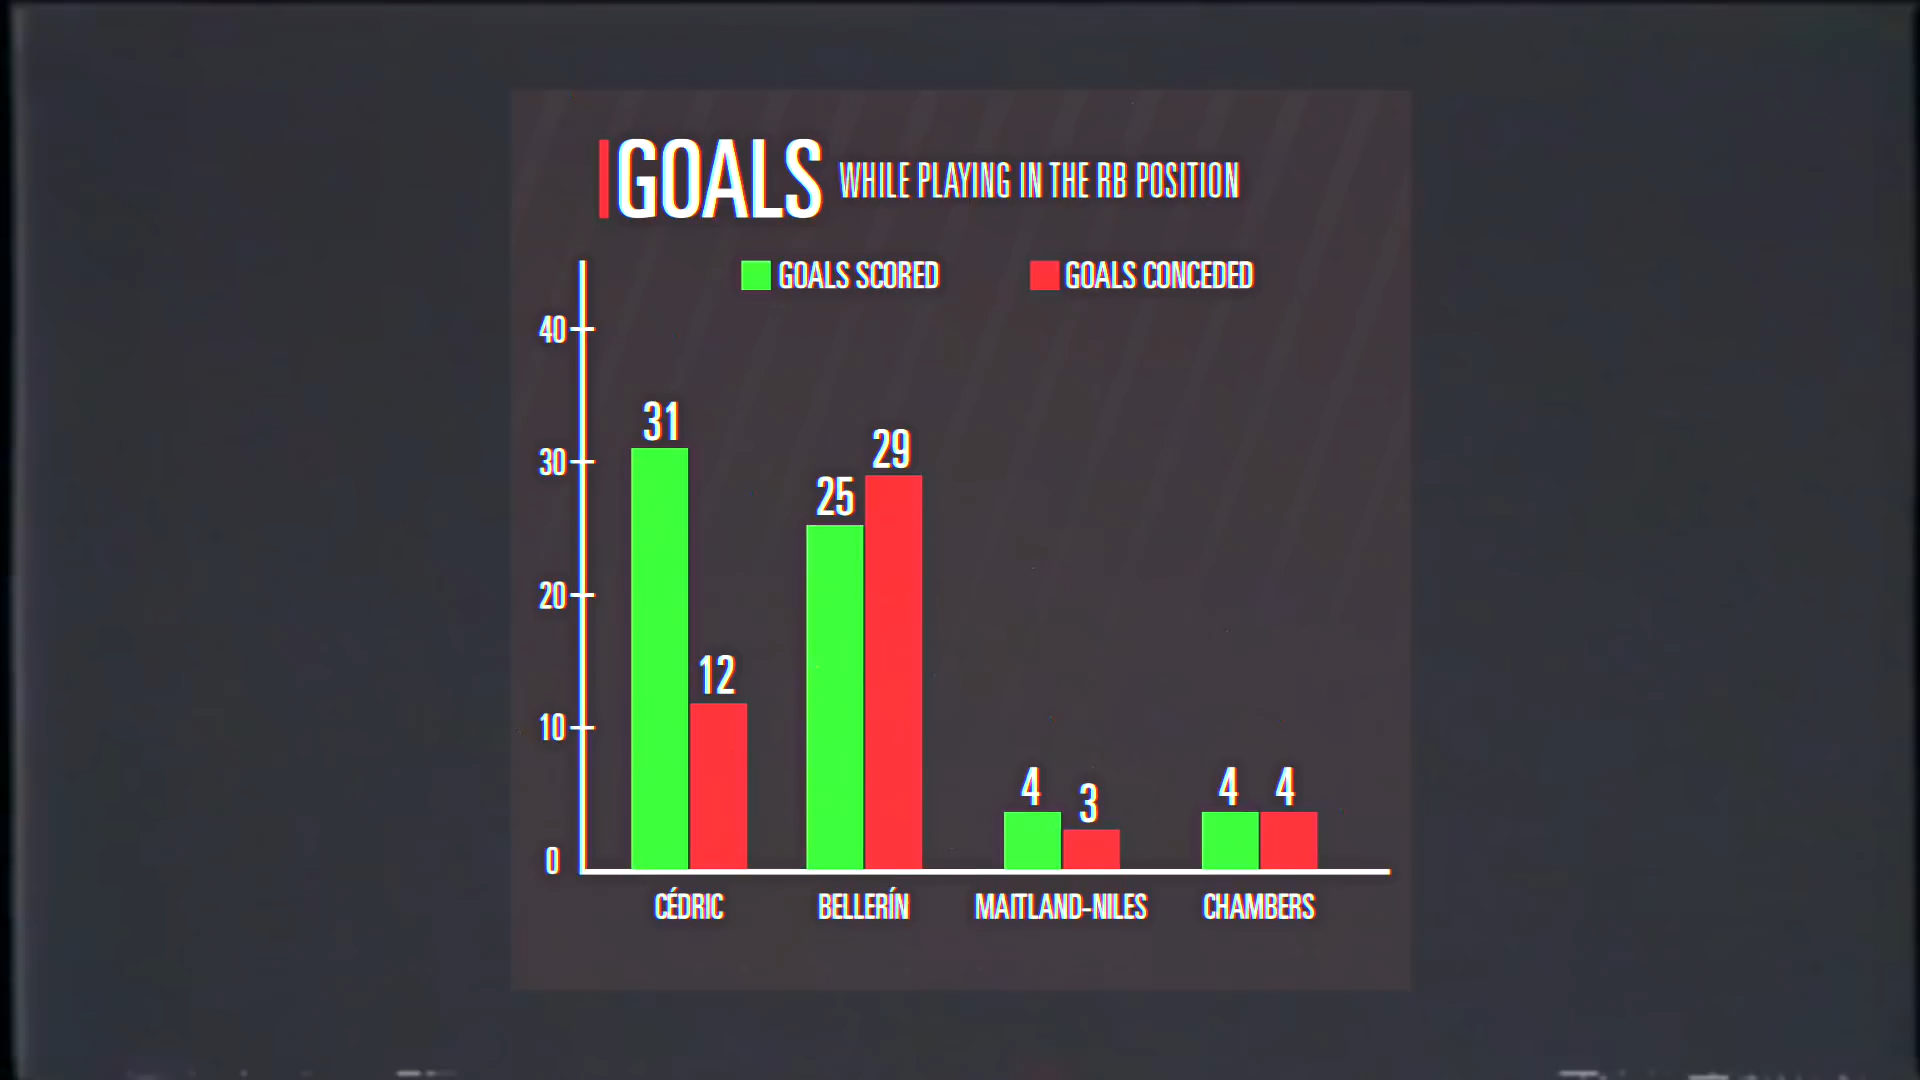 GOALS WHILE PLAYING IN THE RB POSITION
GOALS SCORED GOALS CONCEDED
40
31
29
30
25
20
12
10
4 3 4 4
0
CÉDRIC BELLERÍN MAITLAND-NILES CHAMBERS